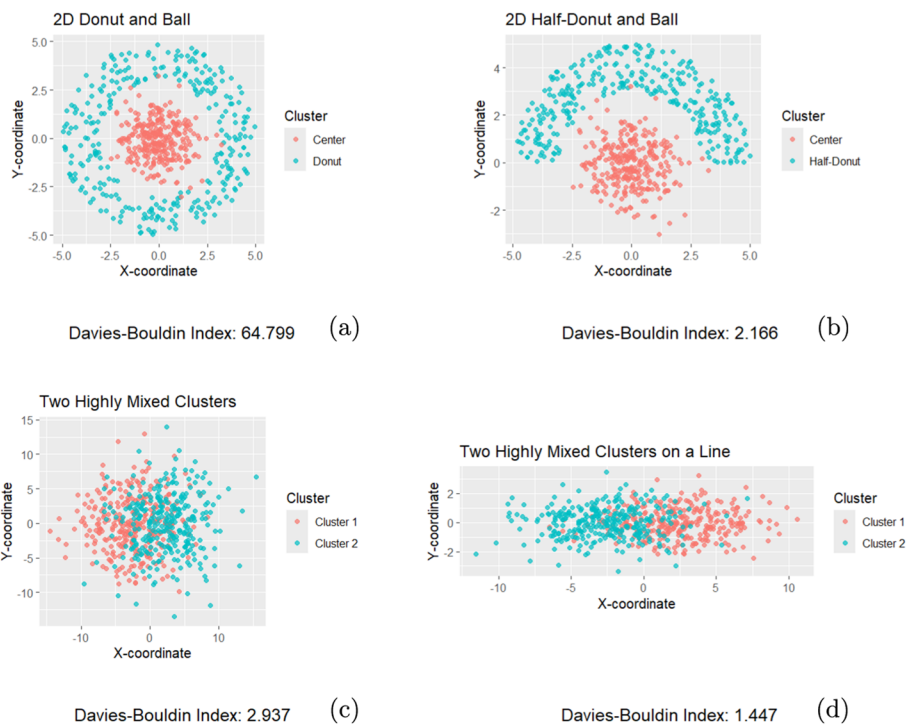 2D Donut and Ball
5.0
2.5
0.0
-2.5
-5.0
-5.0 -2.5 0.0 2.5 5.0
X-coordinate
Y-coordinate
Cluster
Center
Donut
Davies-Bouldin Index: 64.799 (a)
2D Half-Donut and Ball
4
2
0
-2
-5.0 -2.5 0.0 2.5 5.0
X-coordinate
Y-coordinate
Cluster
Center
Half-Donut
Davies-Bouldin Index: 2.166 (b)
Two Highly Mixed Clusters
15
10
5
0
-5
-10
-10 0 10
X-coordinate
Y-coordinate
Cluster
Cluster 1
Cluster 2
Davies-Bouldin Index: 2.937 (c)
Two Highly Mixed Clusters on a Line
2
0
-2
-10 -5 0 5 10
X-coordinate
Y-coordinate
Cluster
Cluster 1
Cluster 2
Davies-Bouldin Index: 1.447 (d)